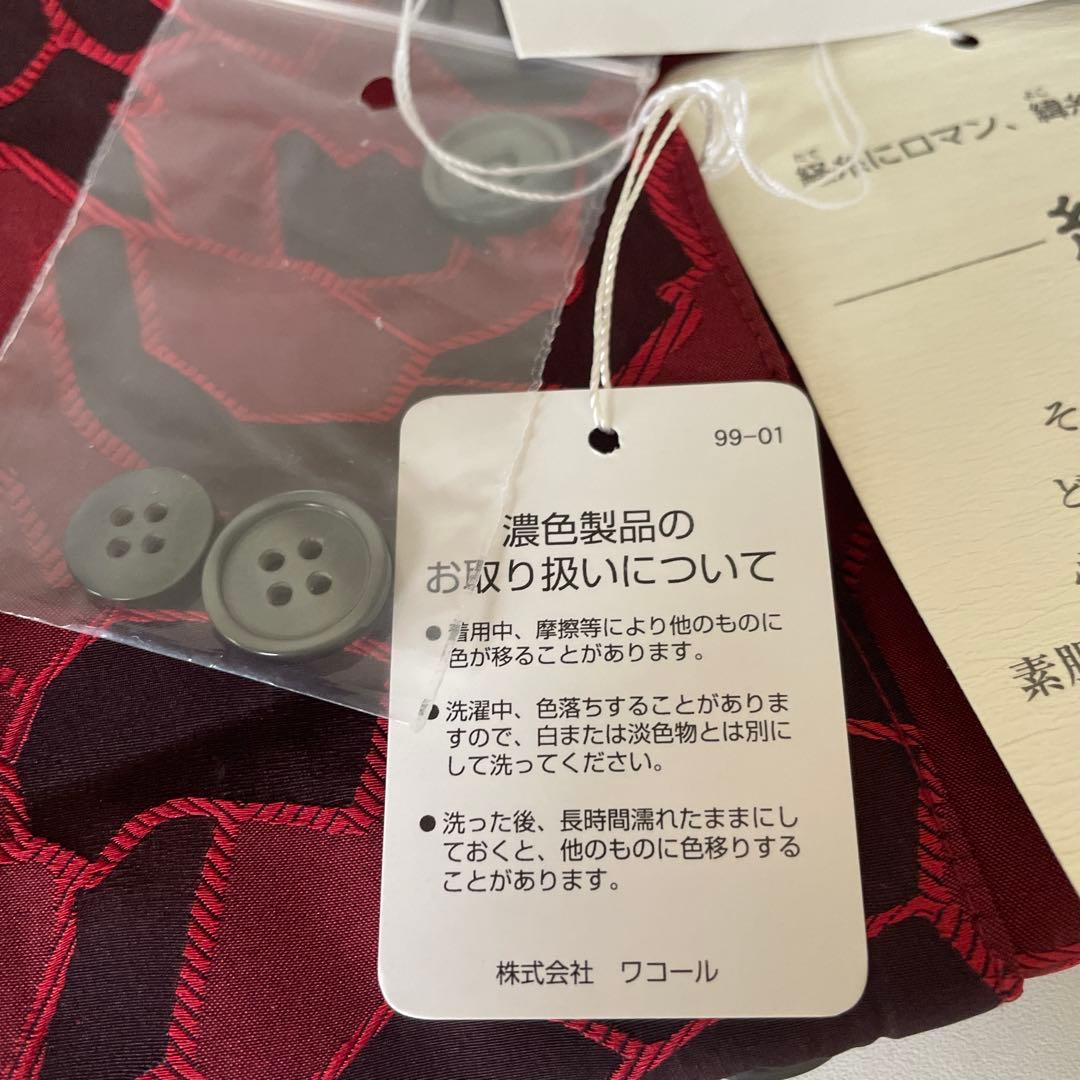 99-01
濃色製品の
お取り扱いについて
● 着用中、摩擦等により他のものに
色が移ることがあります。
● 洗濯中、色落ちすることがありま
すので、白または淡色物とは別に
して洗ってください。
● 洗った後、長時間濡れたままにし
ておくと、他のものに色移りする
ことがあります。
株式会社 ワコール
にロマン、
そ
ど
素肌